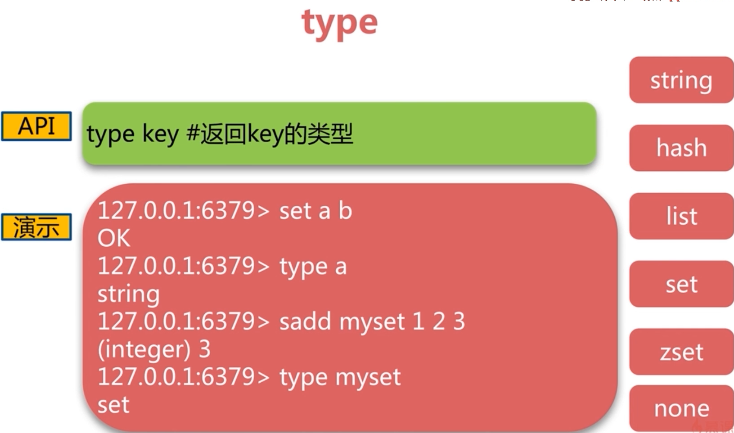 type
API
type key #返回key的类型
演示
127.0.0.1:6379> set a b
OK
127.0.0.1:6379> type a
string
127.0.0.1:6379> sadd myset 1 2 3
(integer) 3
127.0.0.1:6379> type myset
set
string
hash
list
set
zset
none